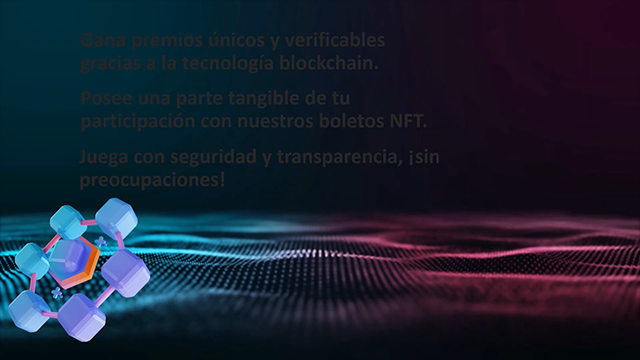 Gana premios únicos y verificables
gracias a la tecnología blockchain.
Posee una parte tangible de tu
participación con nuestros boletos NFT.
Juega con seguridad y transparencia, ¡sin
preocupaciones!